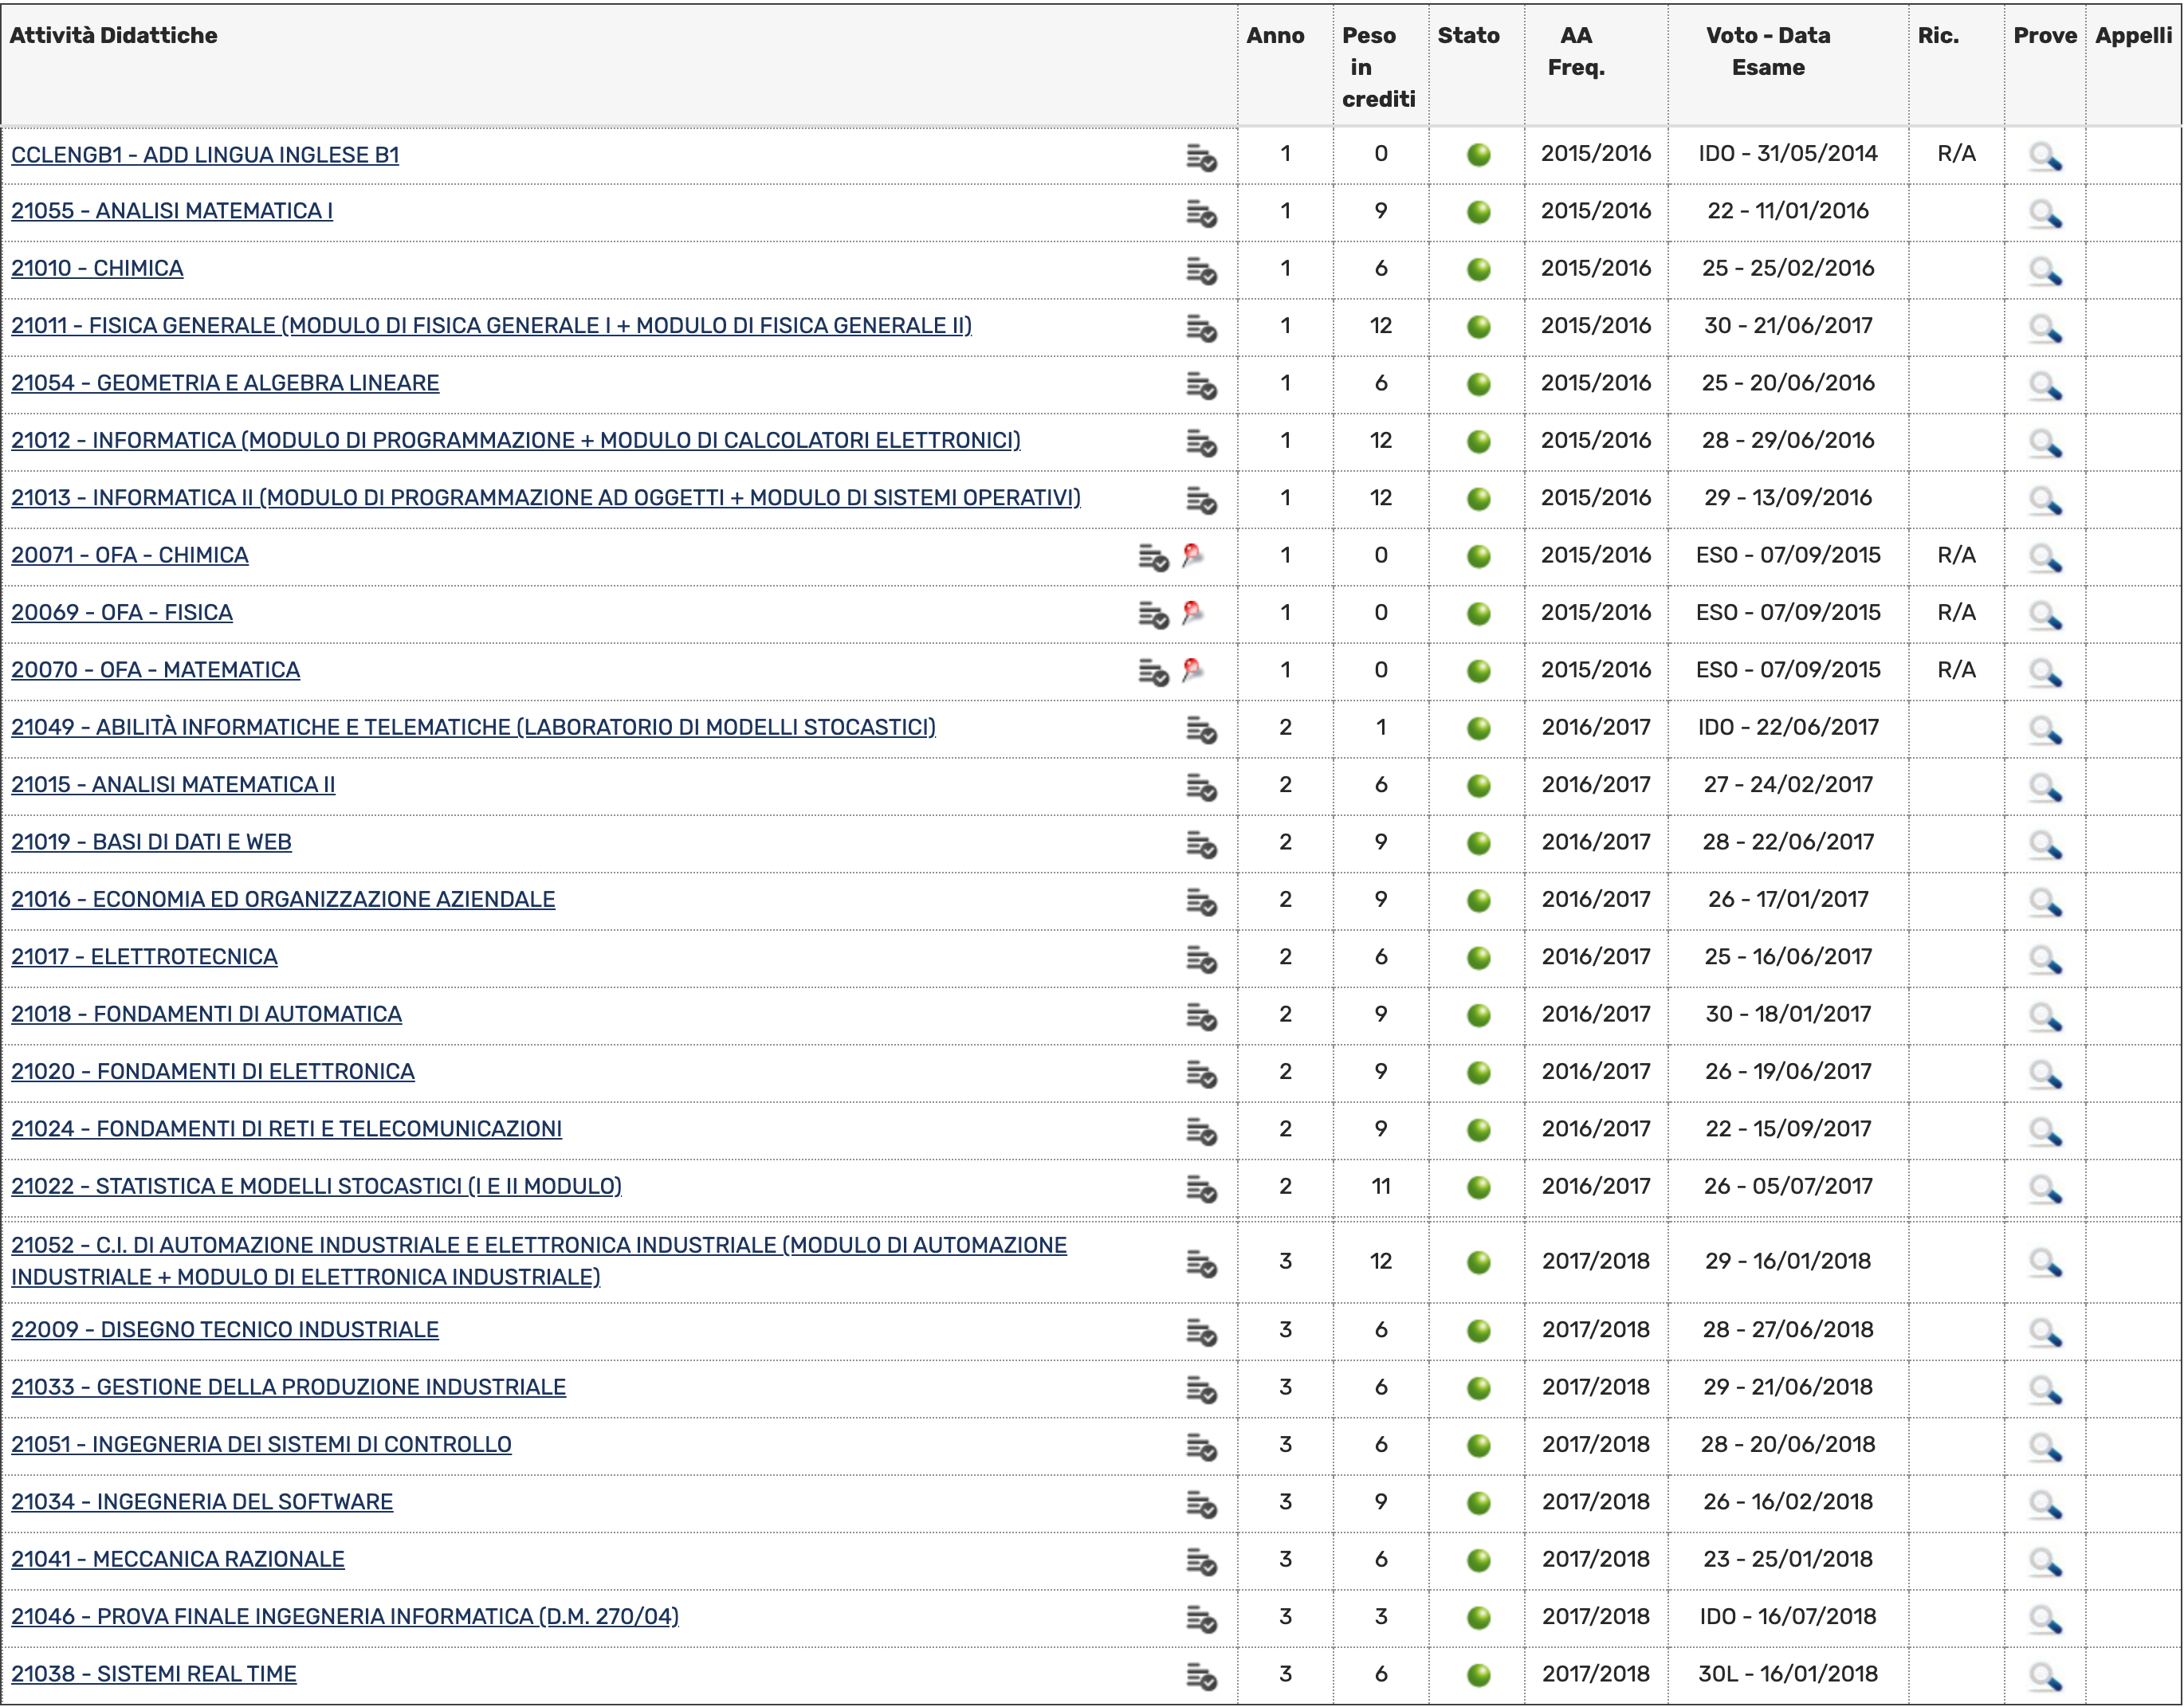 Attività Didattiche Anno Peso in crediti Stato AA Freq. Voto - Data Esame Ric. Prove Appelli
CCLENGB1 - ADD LINGUA INGLESE B1 1 0 2015/2016 IDO - 31/05/2014 R/A
21055 - ANALISI MATEMATICA I 1 9 2015/2016 22 - 11/01/2016
21010 - CHIMICA 1 6 2015/2016 25 - 25/02/2016
21011 - FISICA GENERALE (MODULO DI FISICA GENERALE I + MODULO DI FISICA GENERALE II) 1 12 2015/2016 30 - 21/06/2017
21054 - GEOMETRIA E ALGEBRA LINEARE 1 6 2015/2016 25 - 20/06/2016
21012 - INFORMATICA (MODULO DI PROGRAMMAZIONE + MODULO DI CALCOLATORI ELETTRONICI) 1 12 2015/2016 28 - 29/06/2016
21013 - INFORMATICA II (MODULO DI PROGRAMMAZIONE AD OGGETTI + MODULO DI SISTEMI OPERATIVI) 1 12 2015/2016 29 - 13/09/2016
20071 - OFA - CHIMICA 1 0 2015/2016 ESO - 07/09/2015 R/A
20069 - OFA - FISICA 1 0 2015/2016 ESO - 07/09/2015 R/A
20070 - OFA - MATEMATICA 1 0 2015/2016 ESO - 07/09/2015 R/A
21049 - ABILITÀ INFORMATICHE E TELEMATICHE (LABORATORIO DI MODELLI STOCASTICI) 2 1 2016/2017 IDO - 22/06/2017
21015 - ANALISI MATEMATICA II 2 6 2016/2017 27 - 24/02/2017
21019 - BASI DI DATI E WEB 2 9 2016/2017 28 - 22/06/2017
21016 - ECONOMIA ED ORGANIZZAZIONE AZIENDALE 2 9 2016/2017 26 - 17/01/2017
21017 - ELETTROTECNICA 2 6 2016/2017 25 - 16/06/2017
21018 - FONDAMENTI DI AUTOMATICA 2 9 2016/2017 30 - 18/01/2017
21020 - FONDAMENTI DI ELETTRONICA 2 9 2016/2017 26 - 19/06/2017
21024 - FONDAMENTI DI RETI E TELECOMUNICAZIONI 2 9 2016/2017 22 - 15/09/2017
21022 - STATISTICA E MODELLI STOCASTICI (I E II MODULO) 2 11 2016/2017 26 - 05/07/2017
21052 - C.I. DI AUTOMAZIONE INDUSTRIALE E ELETTRONICA INDUSTRIALE (MODULO DI AUTOMAZIONE
INDUSTRIALE + MODULO DI ELETTRONICA INDUSTRIALE) 3 12 2017/2018 29 - 16/01/2018
22009 - DISEGNO TECNICO INDUSTRIALE 3 6 2017/2018 28 - 27/06/2018
21033 - GESTIONE DELLA PRODUZIONE INDUSTRIALE 3 6 2017/2018 29 - 21/06/2018
21051 - INGEGNERIA DEI SISTEMI DI CONTROLLO 3 6 2017/2018 28 - 20/06/2018
21034 - INGEGNERIA DEL SOFTWARE 3 9 2017/2018 26 - 16/02/2018
21041 - MECCANICA RAZIONALE 3 6 2017/2018 23 - 25/01/2018
21046 - PROVA FINALE INGEGNERIA INFORMATICA (D.M. 270/04) 3 3 2017/2018 IDO - 16/07/2018
21038 - SISTEMI REAL TIME 3 6 2017/2018 30L - 16/01/2018